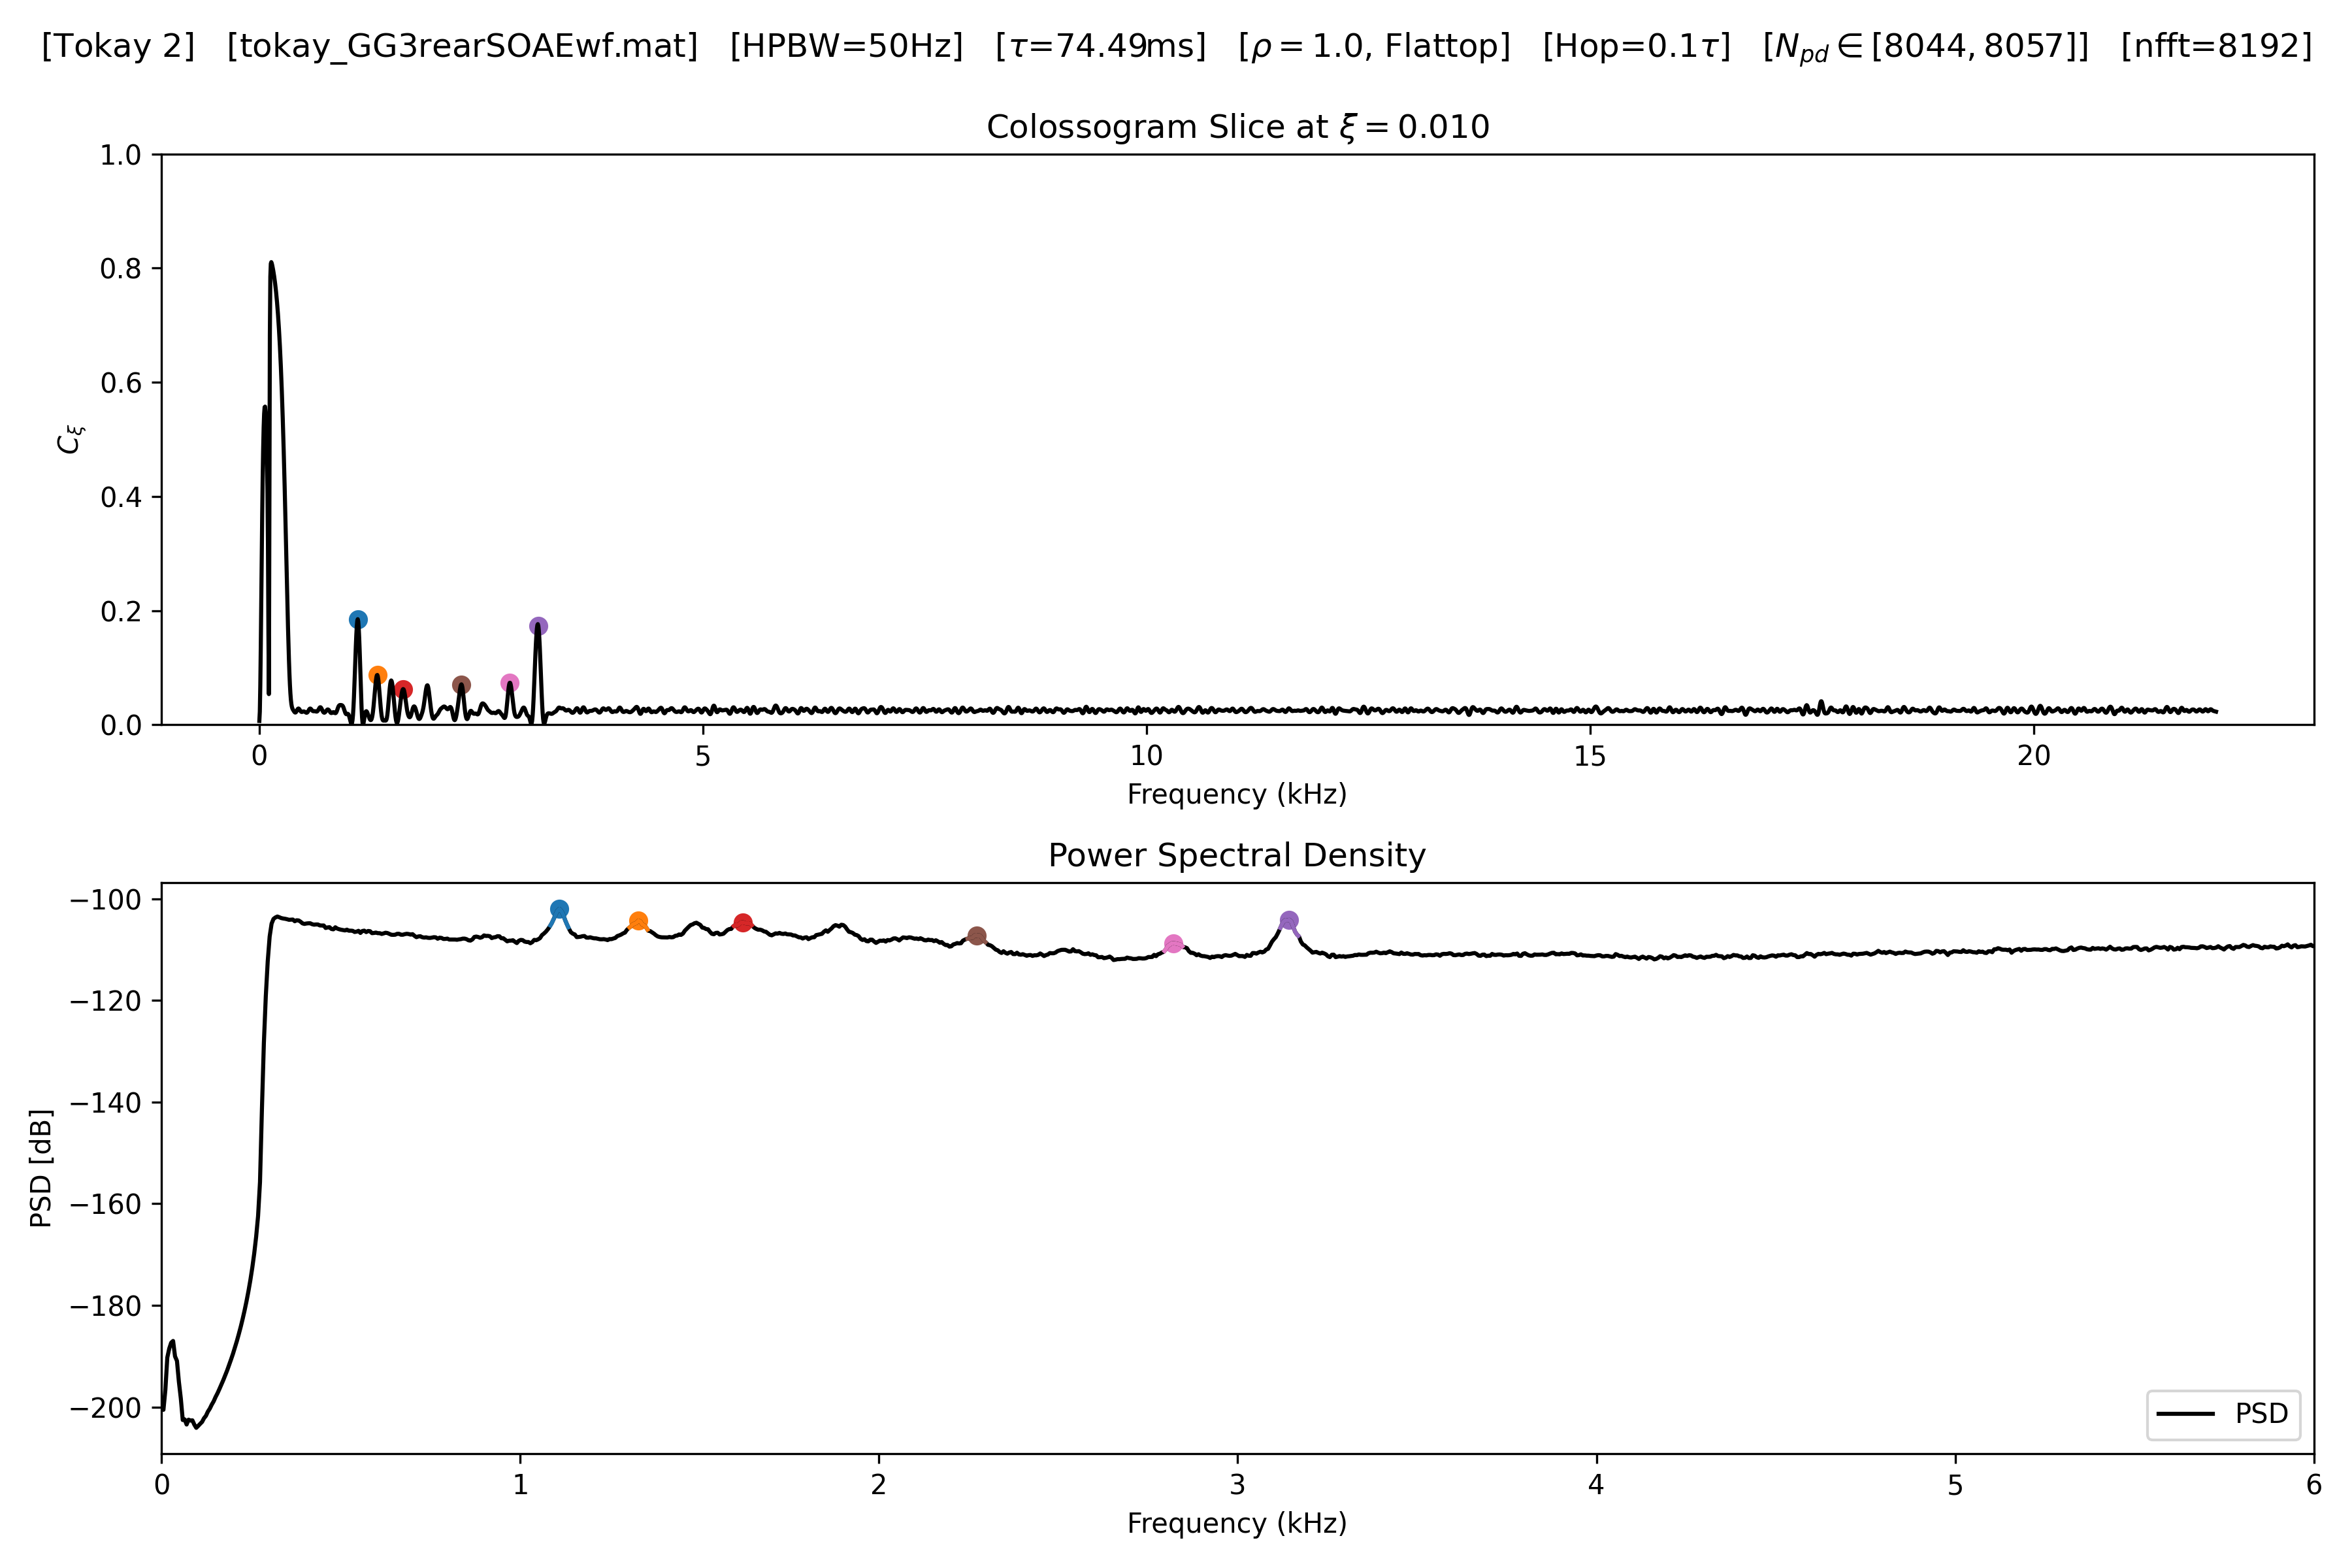 [Tokay 2]   [tokay_GG3rearSOAEwf.mat]   [HPBW=50Hz]   [τ=74.49ms]   [ρ = 1.0, Flattop]   [Hop=0.1τ]   [N_pd ∈ [8044, 8057]]   [nfft=8192]
Colossogram Slice at ξ = 0.010
1.0
0.8
0.6
0.4
0.2
0.0
C_ξ
0 5 10 15 20
Frequency (kHz)
Power Spectral Density
−100
−120
−140
−160
−180
−200
PSD [dB]
PSD
0 1 2 3 4 5 6
Frequency (kHz)